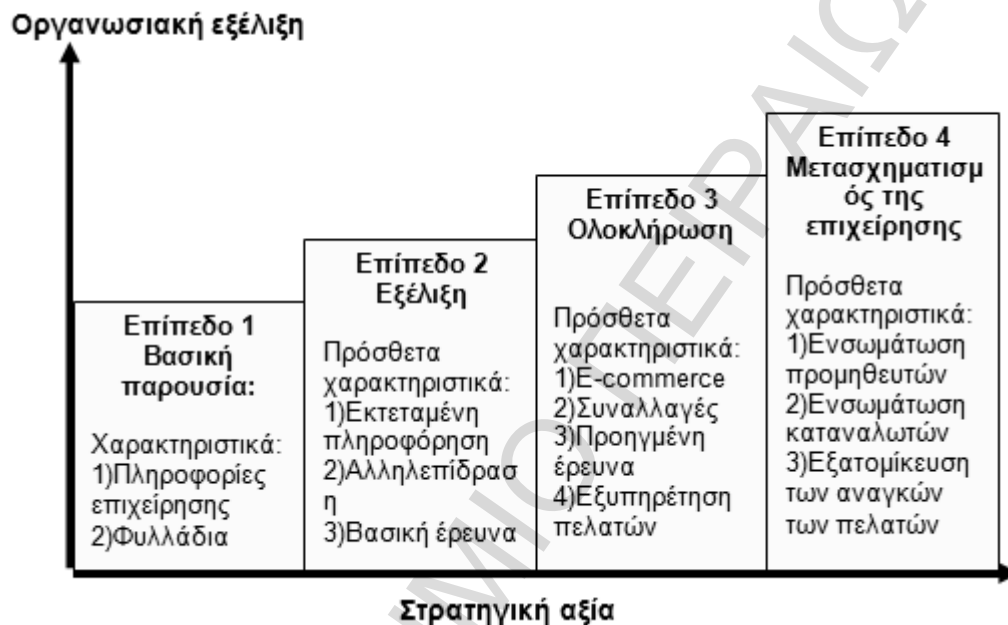 Οργανωσιακή εξέλιξη
Επίπεδο 1
Βασική
παρουσία:
Χαρακτηριστικά:
1)Πληροφορίες
επιχείρησης
2)Φυλλάδια
Επίπεδο 2
Εξέλιξη
Πρόσθετα
χαρακτηριστικά:
1)Εκτεταμένη
πληροφόρηση
2)Αλληλεπίδρασ
η
3)Βασική έρευνα
Επίπεδο 3
Ολοκλήρωση
Πρόσθετα
χαρακτηριστικά:
1)E-commerce
2)Συναλλαγές
3)Προηγμένη
έρευνα
4)Εξυπηρέτηση
πελατών
Επίπεδο 4
Μετασχηματισμ
ός της
επιχείρησης
Πρόσθετα
χαρακτηριστικά:
1)Ενσωμάτωση
προμηθευτών
2)Ενσωμάτωση
καταναλωτών
3)Εξατομίκευση
των αναγκών
των πελατών
Στρατηγική αξία